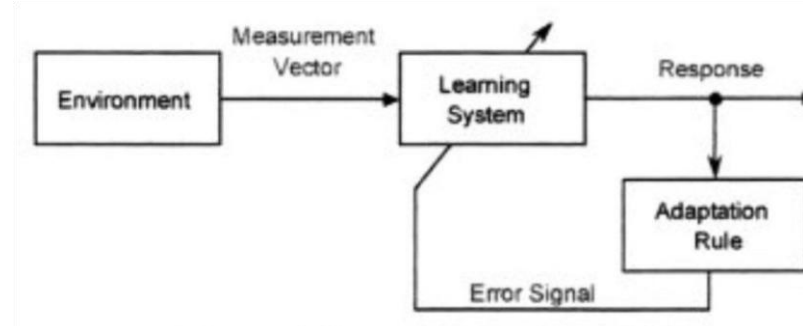 Measurement
Vector
Environment
Learning
System
Response
Adaptation
Rule
Error Signal